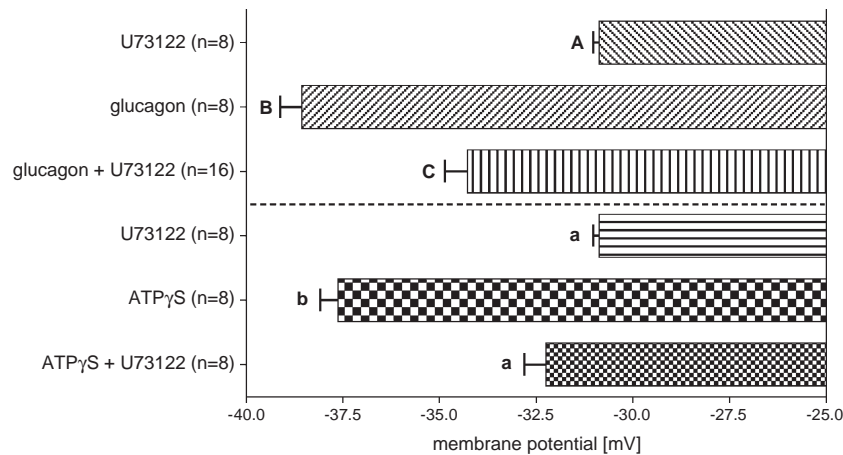 U73122 (n=8)
A
glucagon (n=8)
B
glucagon + U73122 (n=16)
C
U73122 (n=8)
a
ATPγS (n=8)
b
ATPγS + U73122 (n=8)
a
-40.0 -37.5 -35.0 -32.5 -30.0 -27.5 -25.0
membrane potential [mV]